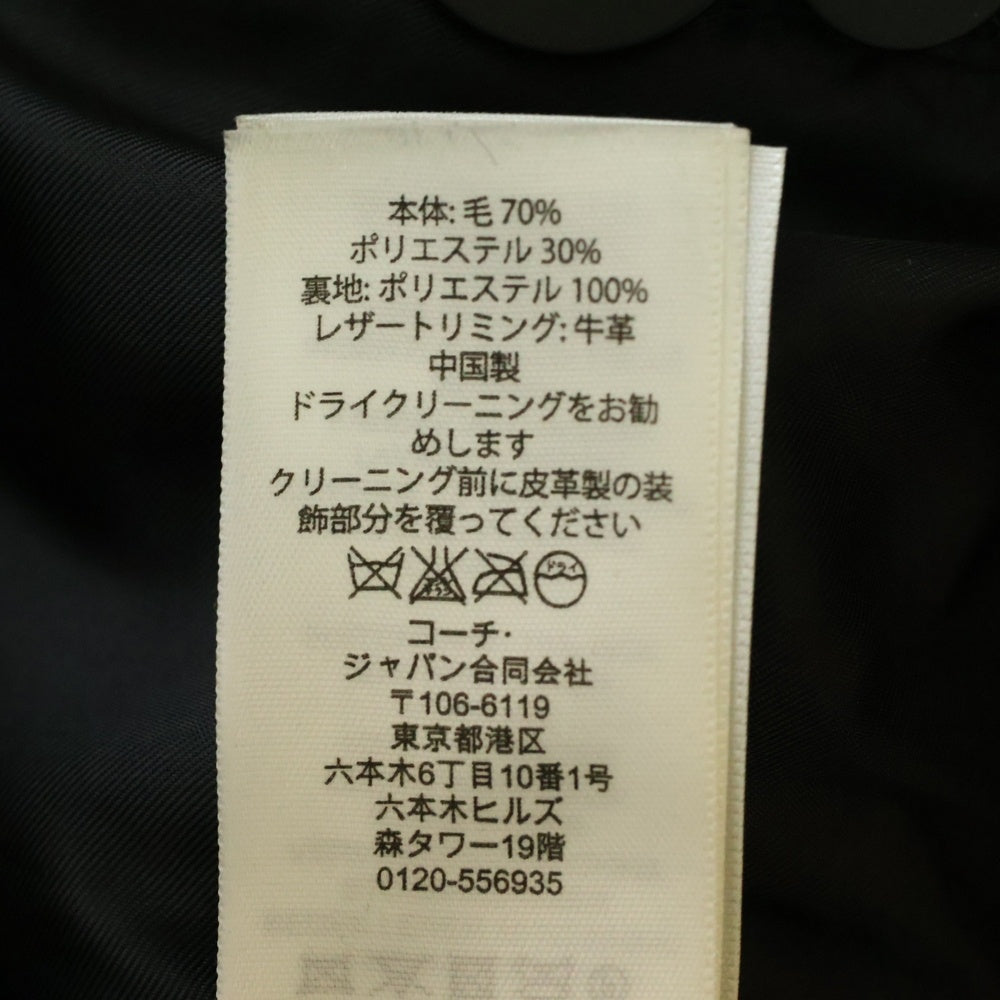 本体: 毛 70%
ポリエステル 30%
裏地: ポリエステル 100%
レザートリミング: 牛革
中国製
ドライクリーニングをお勧
めします
クリーニング前に皮革製の装
飾部分を覆ってください
ドライ
コーチ・
ジャパン合同会社
〒106-6119
東京都港区
六本木6丁目10番1号
六本木ヒルズ
森タワー19階
0120-556935